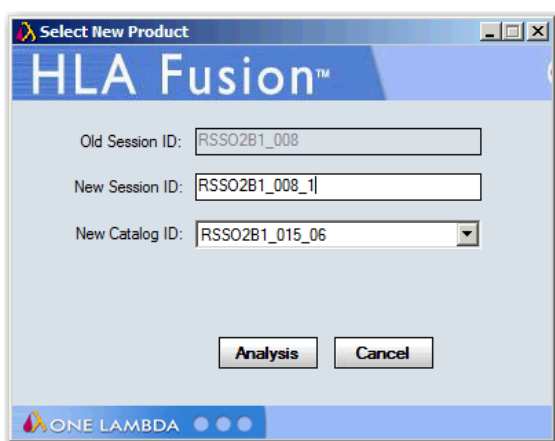 Select New Product
HLA Fusion™
Old Session ID: RSSO2B1_008
New Session ID: RSSO2B1_008_1
New Catalog ID: RSSO2B1_015_06
Analysis Cancel
ONE LAMBDA